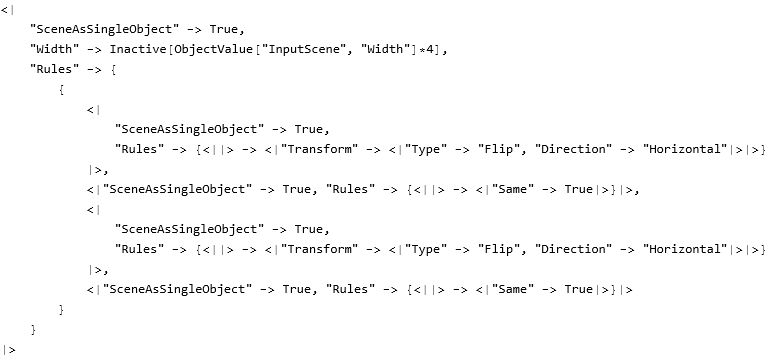 <|
"SceneAsSingleObject" -> True,
"Width" -> Inactive[ObjectValue["InputScene", "Width"]*4],
"Rules" -> {
{
<|
"SceneAsSingleObject" -> True,
"Rules" -> {<||> -> <|"Transform" -> <|"Type" -> "Flip", "Direction" -> "Horizontal"|>|>}
|>,
<|"SceneAsSingleObject" -> True, "Rules" -> {<||> -> <|"Same" -> True|>}|>,
<|
"SceneAsSingleObject" -> True,
"Rules" -> {<||> -> <|"Transform" -> <|"Type" -> "Flip", "Direction" -> "Horizontal"|>|>}
|>,
<|"SceneAsSingleObject" -> True, "Rules" -> {<||> -> <|"Same" -> True|>}|>
}
}
|>